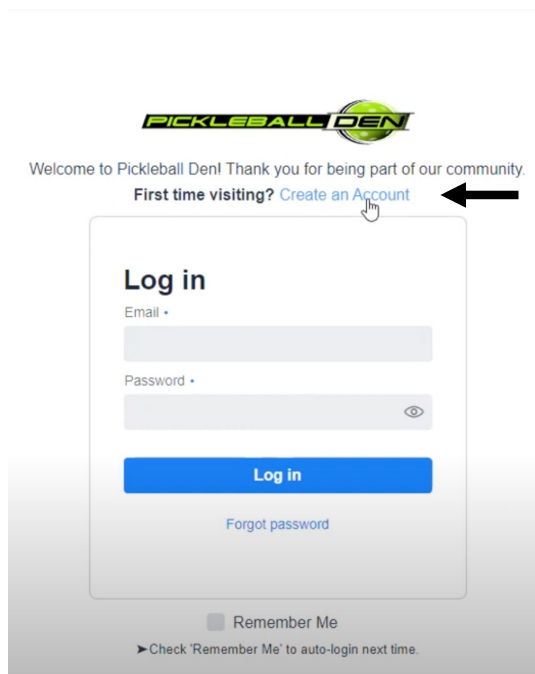 PICKLEBALL DEN
Welcome to Pickleball Den! Thank you for being part of our community.
First time visiting? Create an Account
Log in
Email •
Password •
Log in
Forgot password
Remember Me
➤Check 'Remember Me' to auto-login next time.